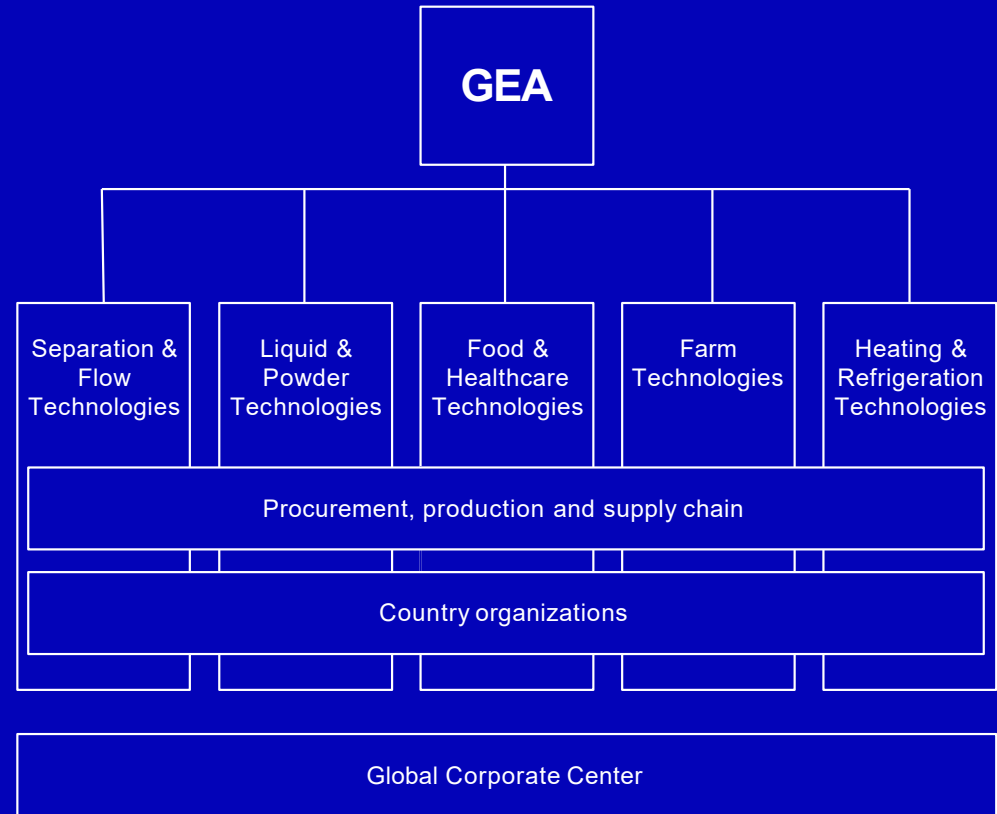 GEA
Separation &
Flow
Technologies
Liquid &
Powder
Technologies
Food &
Healthcare
Technologies
Farm
Technologies
Heating &
Refrigeration
Technologies
Procurement, production and supply chain
Country organizations
Global Corporate Center